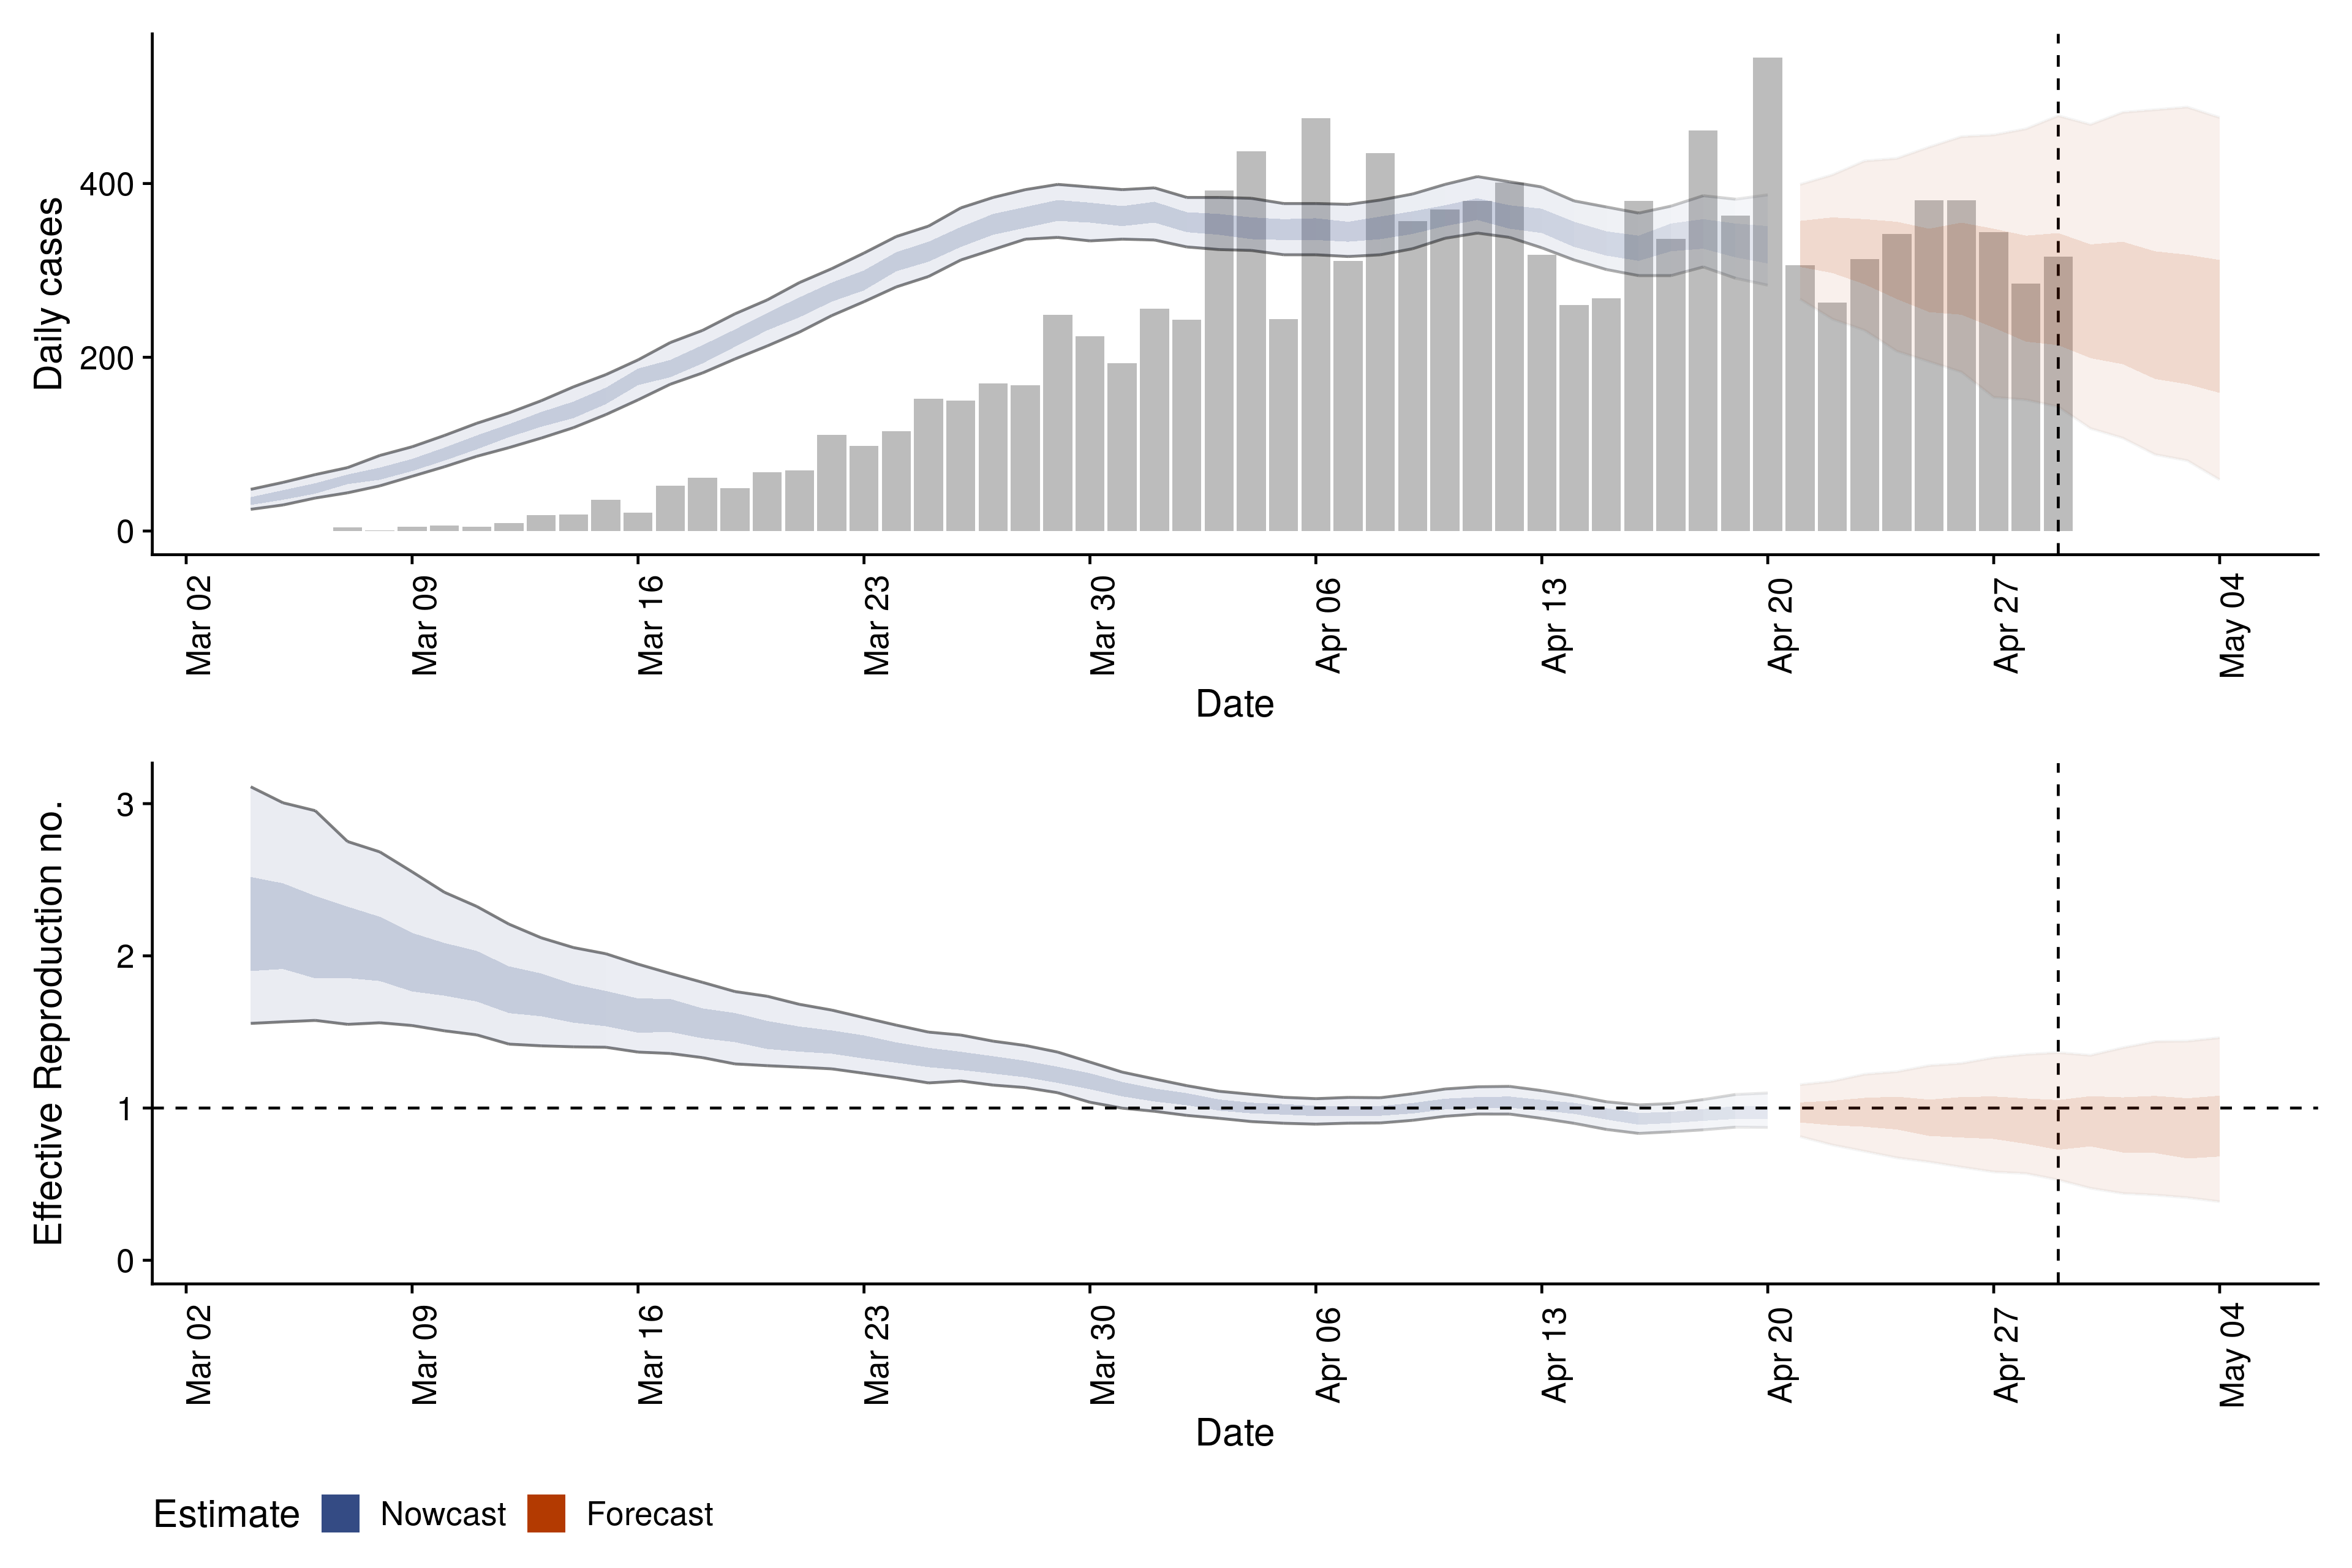 Daily cases
400
200
0
Mar 02
Mar 09
Mar 16
Mar 23
Mar 30
Apr 06
Apr 13
Apr 20
Apr 27
May 04
Date
Effective Reproduction no.
3
2
1
0
Mar 02
Mar 09
Mar 16
Mar 23
Mar 30
Apr 06
Apr 13
Apr 20
Apr 27
May 04
Date
Estimate Nowcast Forecast